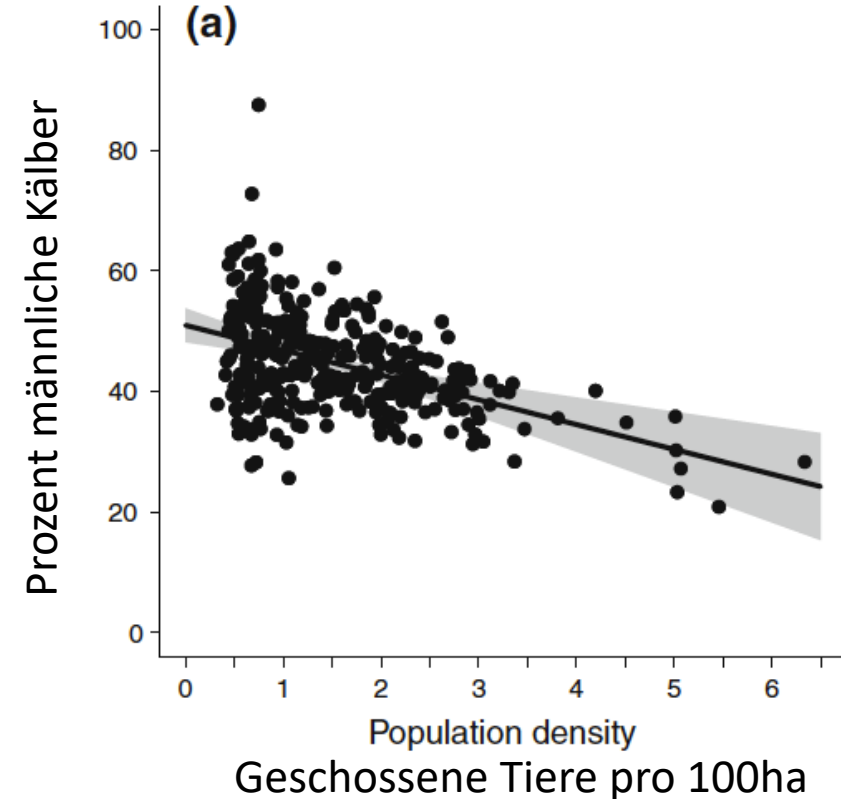 (a)
Prozent männliche Kälber
100
80
60
40
20
0
0 1 2 3 4 5 6
Population density
Geschossene Tiere pro 100ha